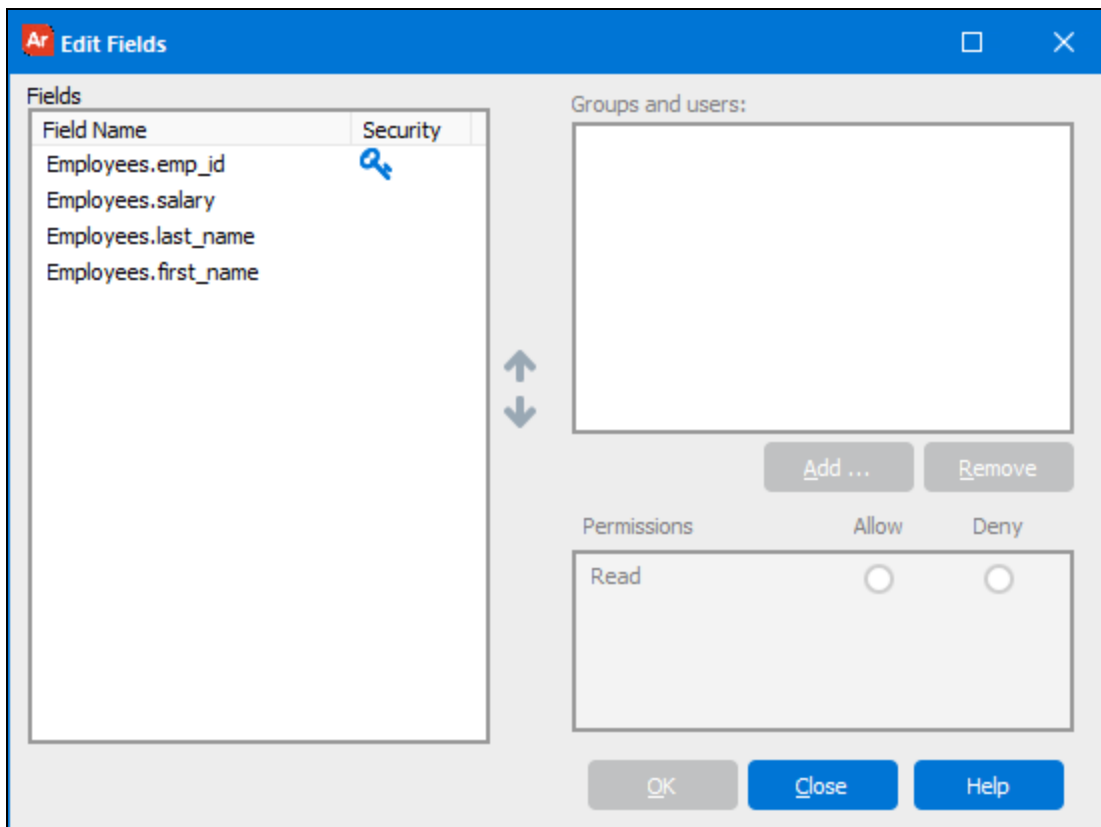 Ar Edit Fields
Fields
Field Name Security
Employees.emp_id
Employees.salary
Employees.last_name
Employees.first_name
Groups and users:
Add ... Remove
Permissions Allow Deny
Read
OK Close Help